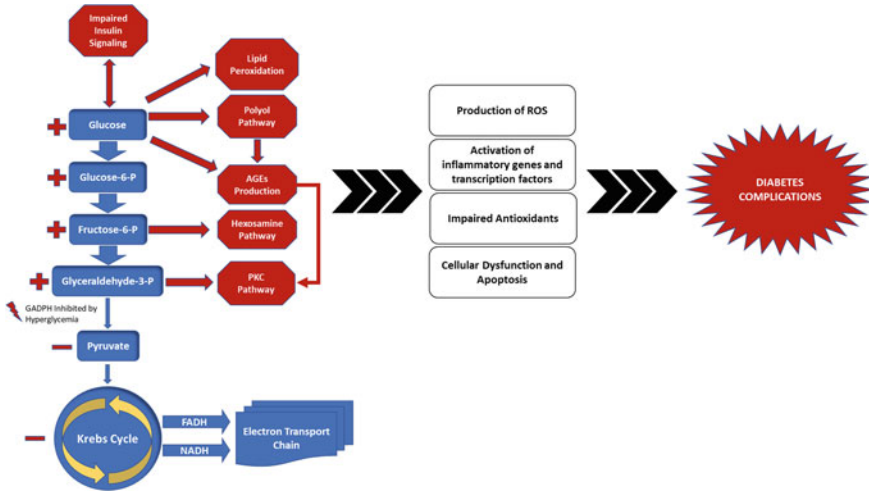 Impaired
Insulin
Signaling
Lipid
Peroxidation
Glucose
Polyol
Pathway
Glucose-6-P
AGEs
Production
Fructose-6-P
Hexosamine
Pathway
Glyceraldehyde-3-P
PKC
Pathway
GADPH Inhibited by
Hyperglycemia
Pyruvate
Krebs Cycle
FADH
NADH
Electron Transport
Chain
Production of ROS
Activation of
inflammatory genes and
transcription factors
Impaired Antioxidants
Cellular Dysfunction and
Apoptosis
DIABETES
COMPLICATIONS